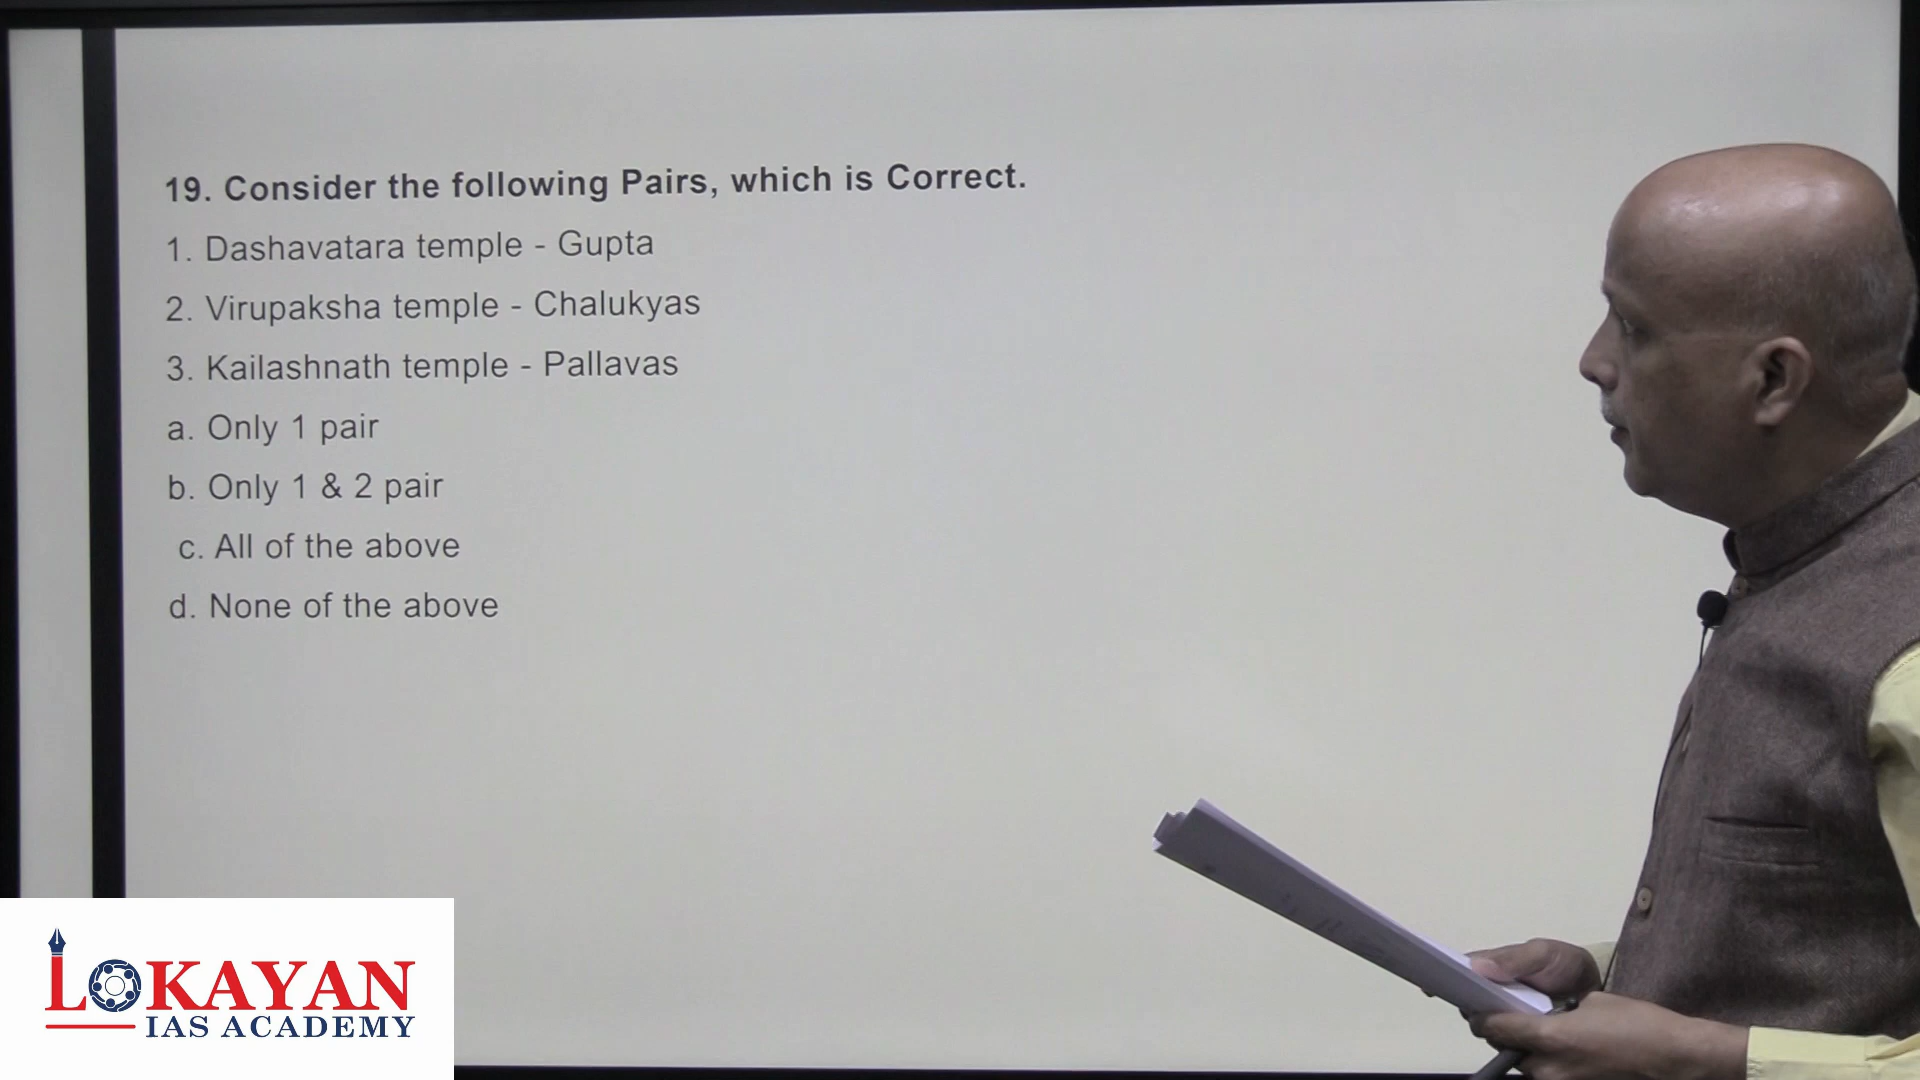 19. Consider the following Pairs, which is Correct.
1. Dashavatara temple - Gupta
2. Virupaksha temple - Chalukyas
3. Kailashnath temple - Pallavas
a. Only 1 pair
b. Only 1 & 2 pair
c. All of the above
d. None of the above
LOKAYAN
IAS ACADEMY